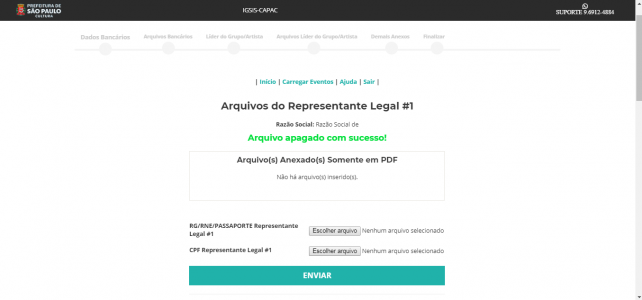 PREFEITURA DE
SÃO PAULO
CULTURA
IGSIS-CAPAC
SUPORTE 9.6912-4884
Dados Bancários
Arquivos Bancários
Líder do Grupo/Artista
Arquivos Líder do Grupo/Artista
Demais Anexos
Finalizar
| Início | Carregar Eventos | Ajuda | Sair |
Arquivos do Representante Legal #1
Razão Social: Razão Social de
Arquivo apagado com sucesso!
Arquivo(s) Anexado(s) Somente em PDF
Não há arquivo(s) inserido(s).
RG/RNE/PASSAPORTE Representante
Legal #1
Escolher arquivo Nenhum arquivo selecionado
CPF Representante Legal #1
Escolher arquivo Nenhum arquivo selecionado
ENVIAR